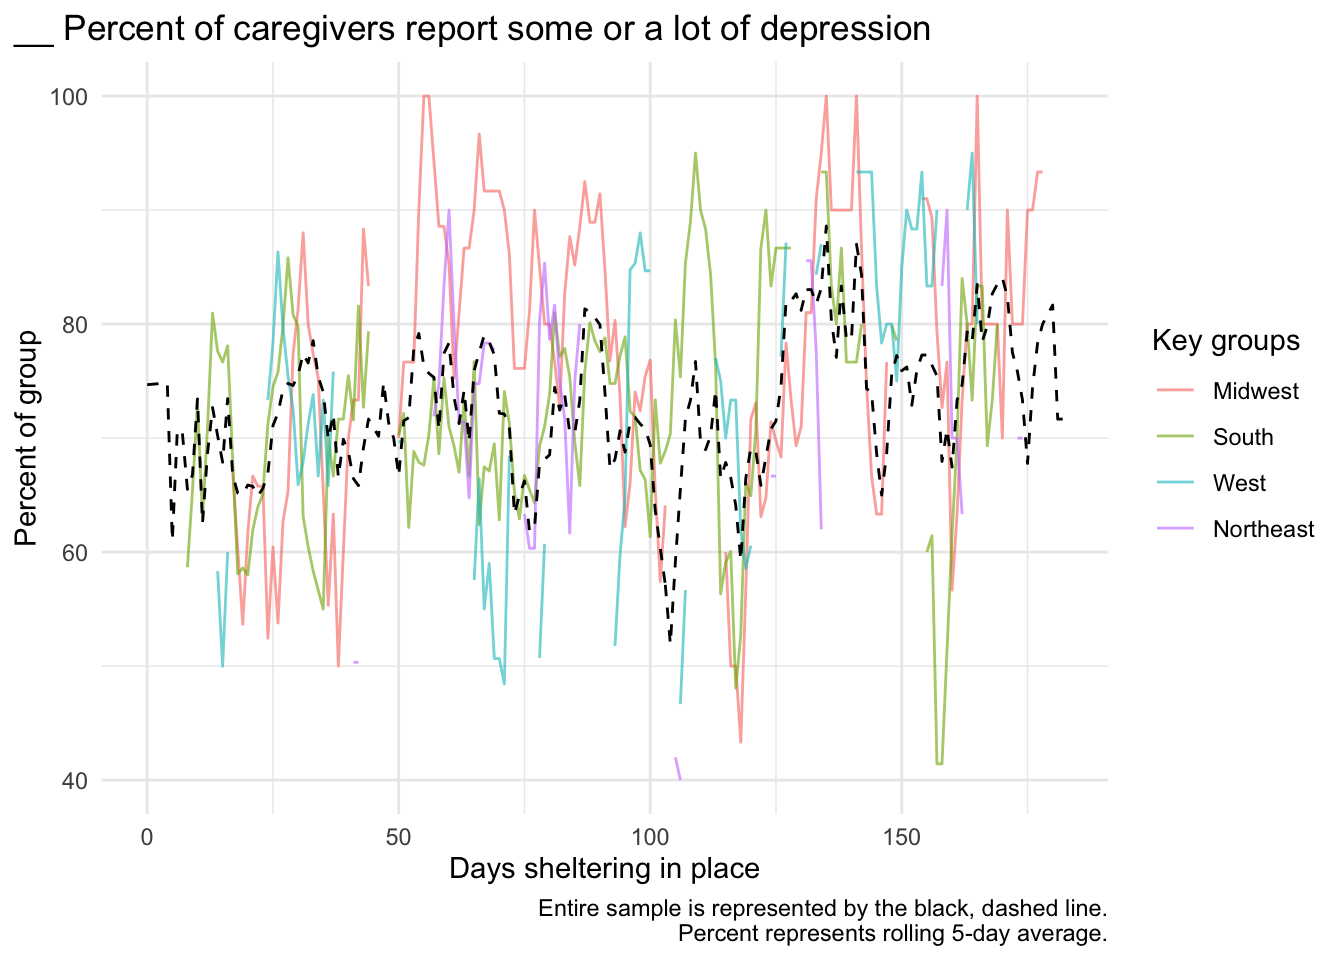 __ Percent of caregivers report some or a lot of depression
100
80
60
40
Percent of group
0
50
100
150
Days sheltering in place
Key groups
Midwest
South
West
Northeast
Entire sample is represented by the black, dashed line.
Percent represents rolling 5-day average.